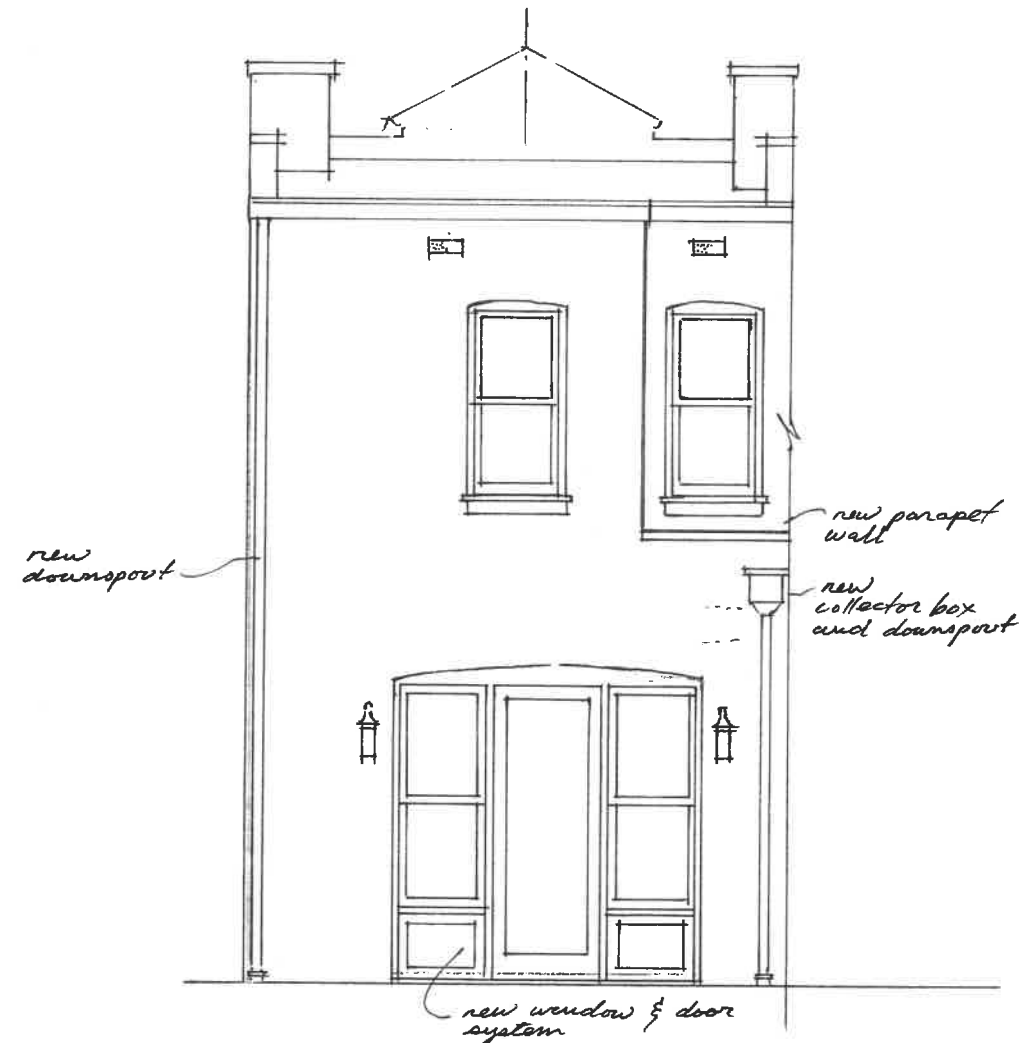 new parapet
wall
new
downspout
new
collector box
and downspout
new window & door
system